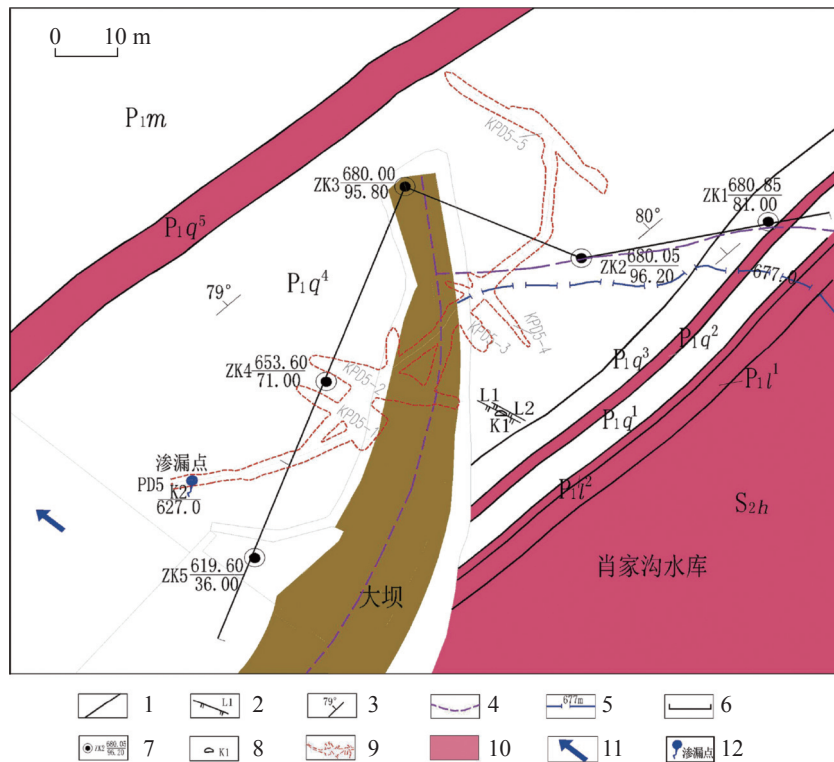 0 10 m
P₁m
KPD5-5
ZK3 680.00
95.80
ZK1 680.85
81.00
80°
P₁q⁵
ZK2 680.05
96.20
677.0
P₁q⁴
79°
KPD5-4
KPD5-3
P₁q³
P₁q²
ZK4 653.60
71.00
KPD5-2
P₁l¹
L1
L2
K1
P₁q¹
KPD5-1
渗漏点
PD5
K2
627.0
P₁l²
S₂h
肖家沟水库
ZK5 619.60
36.00
大坝
1
L1 2
79° 3
4
677m 5
6
ZK2 680.05
96.20 7
K1 8
9
10
11
渗漏点 12